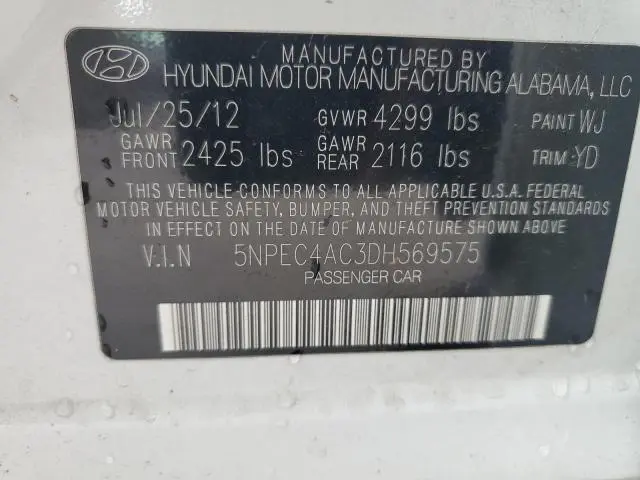 MANUFACTURED BY
HYUNDAI MOTOR MANUFACTURING ALABAMA, LLC
Jul/25/12 GVWR 4299 lbs PAINT WJ
GAWR FRONT 2425 lbs GAWR REAR 2116 lbs TRIM: YD
THIS VEHICLE CONFORMS TO ALL APPLICABLE U.S.A. FEDERAL
MOTOR VEHICLE SAFETY, BUMPER, AND THEFT PREVENTION STANDARDS
IN EFFECT ON THE DATE OF MANUFACTURE SHOWN ABOVE
V.I.N 5NPEC4AC3DH569575
PASSENGER CAR